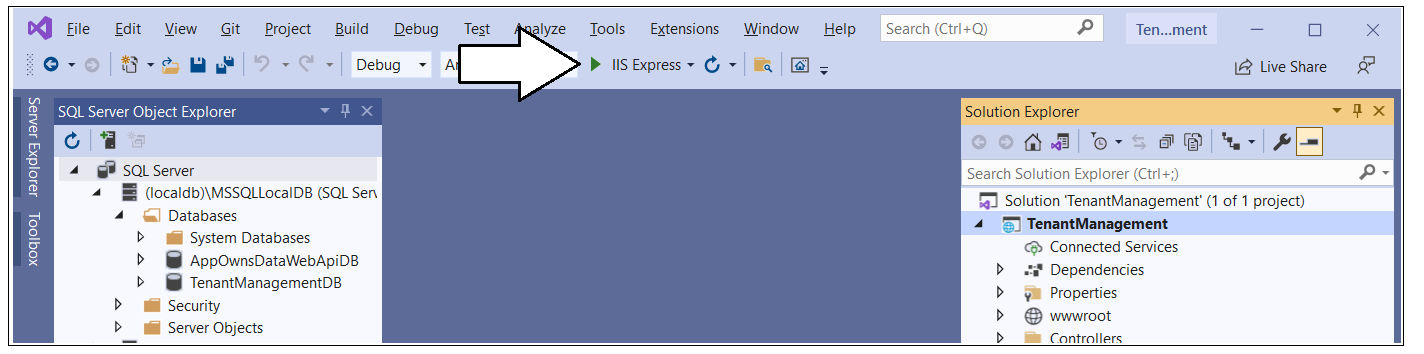 File Edit View Git Project Build Debug Test Analyze Tools Extensions Window Help Search (Ctrl+Q) Ten...ment
Debug IIS Express Live Share
Server Explorer
Toolbox
SQL Server Object Explorer
SQL Server
(localdb)\MSSQLLocalDB (SQL Serv
Databases
System Databases
AppOwnsDataWebApiDB
TenantManagementDB
Security
Server Objects
Solution Explorer
Search Solution Explorer (Ctrl+;)
Solution 'TenantManagement' (1 of 1 project)
TenantManagement
Connected Services
Dependencies
Properties
wwwroot
Controllers